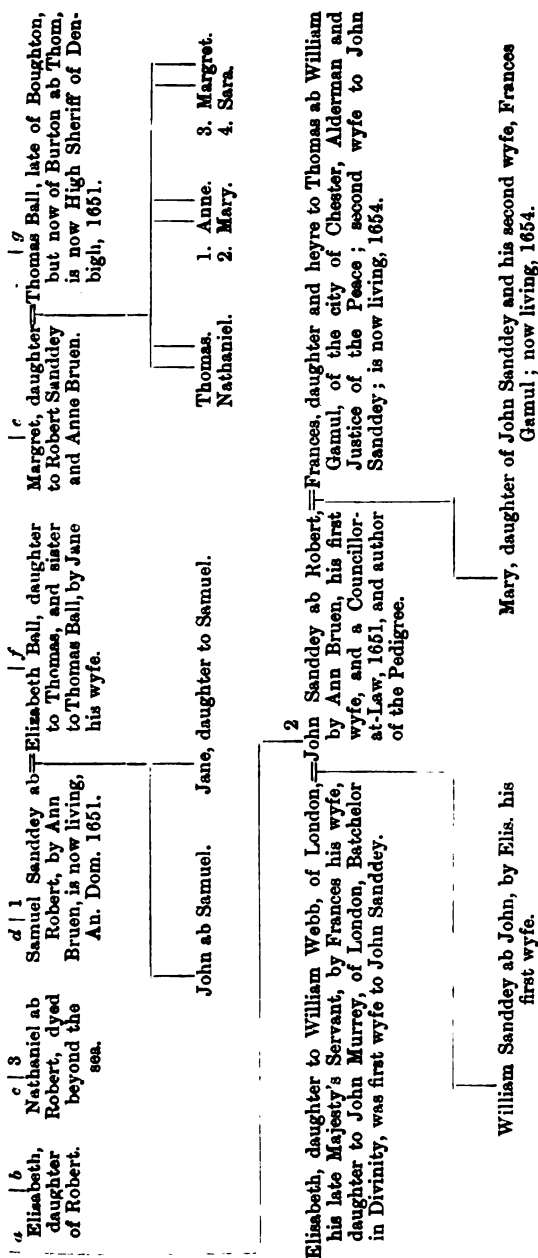 a | b
Elisabeth,
daughter
of Robert.
c | 3
Nathaniel ab
Robert, dyed
beyond the
sea.
d | 1
Samuel Sanddey ab
Robert, by Ann
Bruen, is now living,
An. Dom. 1651.
| f
Elizabeth Ball, daughter
to Thomas, and sister
to Thomas Ball, by Jane
his wyfe.
| e
Margret, daughter
to Robert Sanddey
and Anne Bruen.
| g
Thomas Ball, late of Boughton,
but now of Burton ab Thom,
is now High Sheriff of Den-
bigh, 1651.
John ab Samuel.
Jane, daughter to Samuel.
Thomas.
Nathaniel.
1. Anne.
2. Mary.
3. Margret.
4. Sara.
2
Elisabeth, daughter to William Webb, of London,
his late Majesty's Servant, by Frances his wyfe,
daughter to John Murrey, of London, Batchelor
in Divinity, was first wyfe to John Sanddey.
John Sanddey ab Robert,
by Ann Bruen, his first
wyfe, and a Councillor-
at-Law, 1651, and author
of the Pedigree.
Frances, daughter and heyre to Thomas ab William
Gamul, of the city of Chester, Alderman and
Justice of the Peace; second wyfe to John
Sanddey; is now living, 1654.
William Sanddey ab John, by Elis. his
first wyfe.
Mary, daughter of John Sanddey and his second wyfe, Frances
Gamul; now living, 1654.